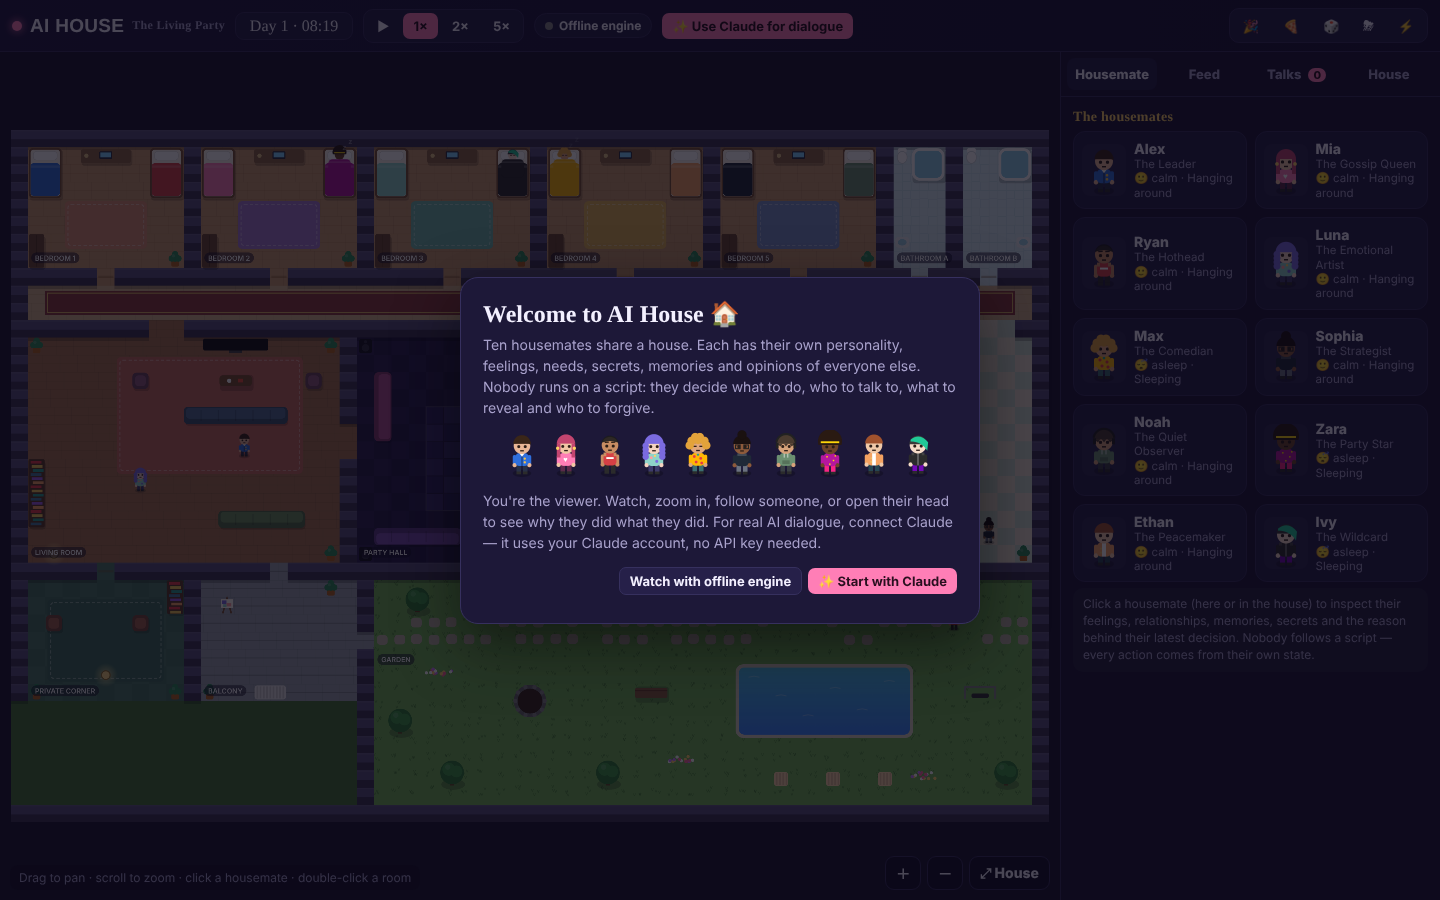 AI HOUSE The Living Party Day 1 · 08:19 1× 2× 5× Offline engine ✨ Use Claude for dialogue
Housemate Feed Talks 0 House
BEDROOM 1 BEDROOM 2 BEDROOM 3 BEDROOM 4 BEDROOM 5 BATHROOM A BATHROOM B
LIVING ROOM PARTY HALL
PRIVATE CORNER BALCONY GARDEN
Welcome to AI House 🏠
Ten housemates share a house. Each has their own personality,
feelings, needs, secrets, memories and opinions of everyone else.
Nobody runs on a script: they decide what to do, who to talk to, what to
reveal and who to forgive.
You're the viewer. Watch, zoom in, follow someone, or open their head
to see why they did what they did. For real AI dialogue, connect Claude
— it uses your Claude account, no API key needed.
Watch with offline engine ✨ Start with Claude
The housemates
Alex
The Leader
🙂 calm · Hanging
around
Mia
The Gossip Queen
🙂 calm · Hanging
around
Ryan
The Hothead
🙂 calm · Hanging
around
Luna
The Emotional
Artist
🙂 calm · Hanging
around
Max
The Comedian
😴 asleep ·
Sleeping
Sophia
The Strategist
🙂 calm · Hanging
around
Noah
The Quiet
Observer
🙂 calm · Hanging
around
Zara
The Party Star
😴 asleep ·
Sleeping
Ethan
The Peacemaker
🙂 calm · Hanging
around
Ivy
The Wildcard
😴 asleep ·
Sleeping
Click a housemate (here or in the house) to inspect their
feelings, relationships, memories, secrets and the reason
behind their latest decision. Nobody follows a script —
every action comes from their own state.
Drag to pan · scroll to zoom · click a housemate · double-click a room
+ − ⤢ House